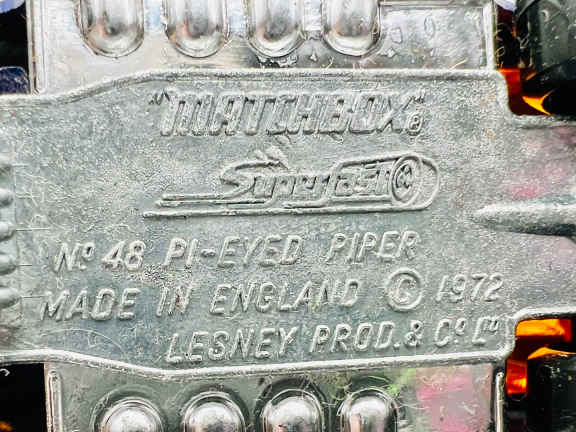 "MATCHBOX"®
Superfast
Nº 48 PI-EYED PIPER
MADE IN ENGLAND © 1972
LESNEY PROD. & Cº Lᵀᴰ